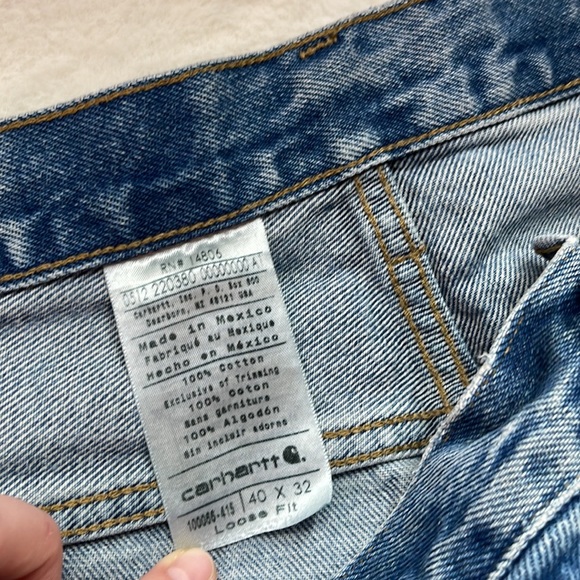 RN# 14806
0512 220380 00000000 A1
Carhartt, Inc. P. O. Box 600
Dearborn, MI 48121 USA
Made in Mexico
Fabriqué au Mexique
Hecho en México
100% Cotton
Exclusive of Trimming
100% Coton
Sans garniture
100% Algodón
Sin incluir adorno
carhartt
100065-415 40 X 32
Loose Fit